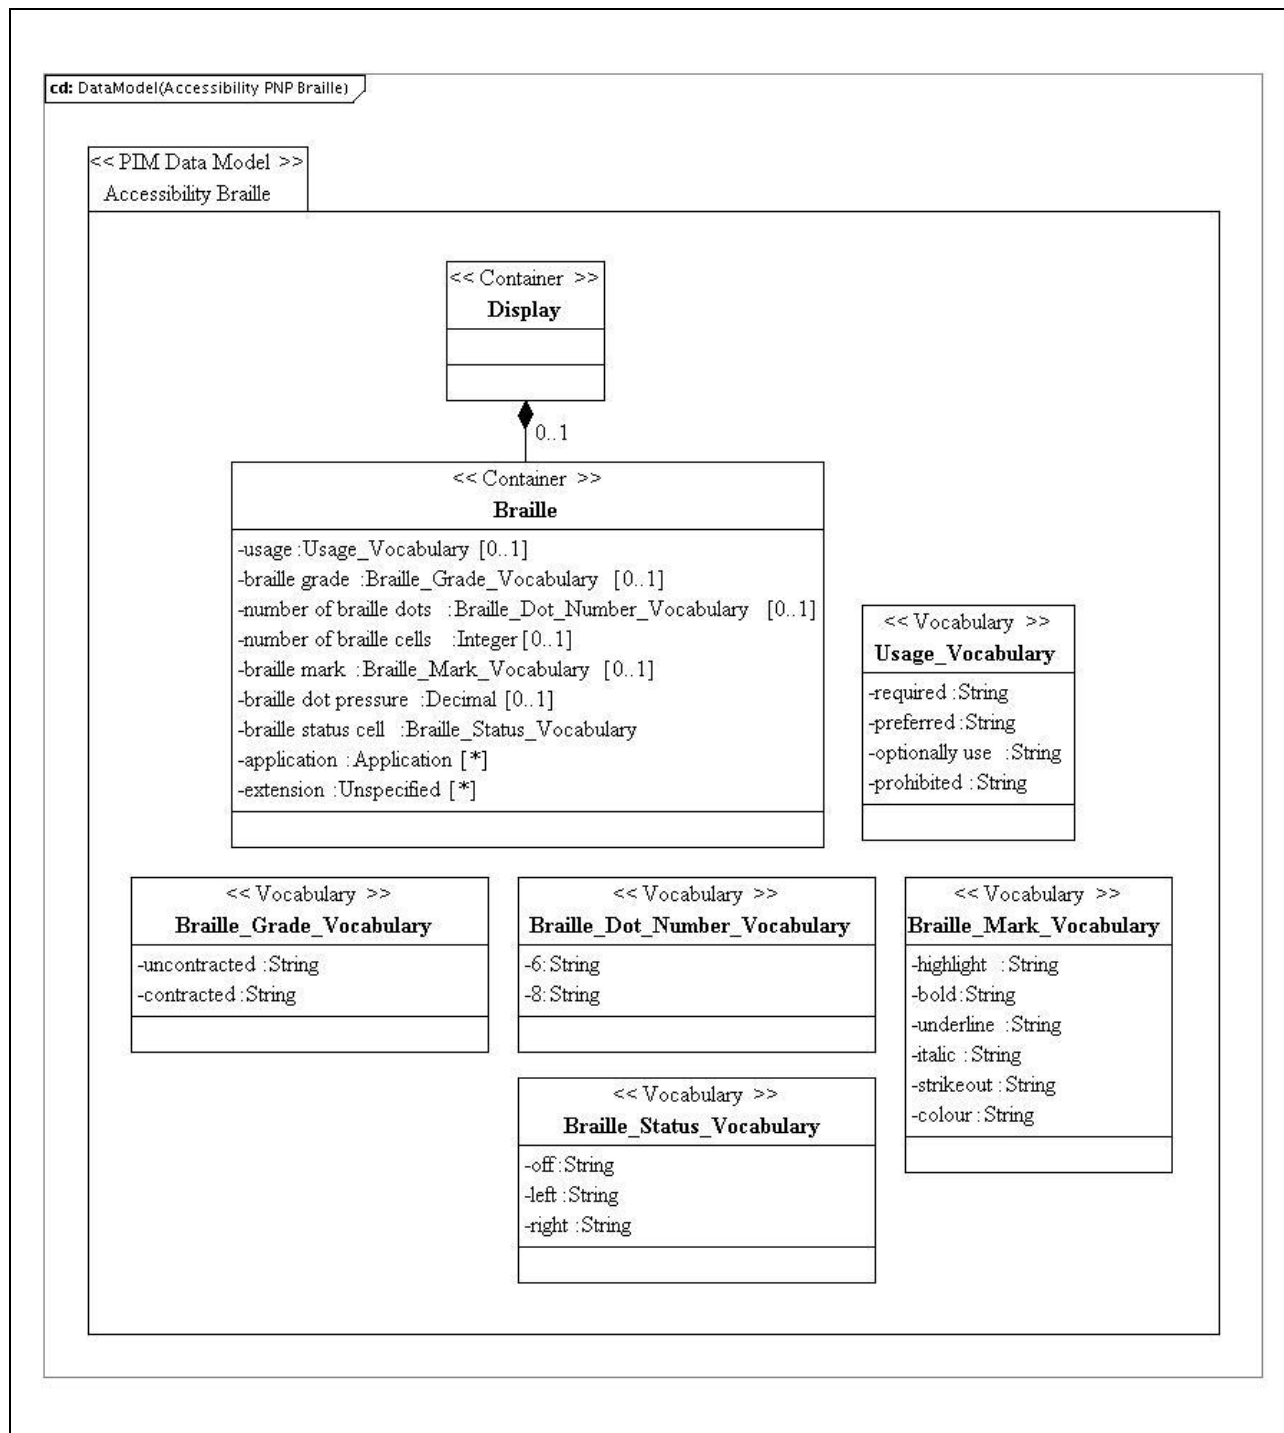 cd: DataModel(Accessibility PNP Braille)
<< PIM Data Model >>
Accessibility Braille
<< Container >>
Display
0..1
<< Container >>
Braille
-usage :Usage_Vocabulary [0..1]
-braille grade :Braille_Grade_Vocabulary [0..1]
-number of braille dots :Braille_Dot_Number_Vocabulary [0..1]
-number of braille cells :Integer [0..1]
-braille mark :Braille_Mark_Vocabulary [0..1]
-braille dot pressure :Decimal [0..1]
-braille status cell :Braille_Status_Vocabulary
-application :Application [*]
-extension :Unspecified [*]
<< Vocabulary >>
Usage_Vocabulary
-required :String
-preferred :String
-optionally use :String
-prohibited :String
<< Vocabulary >>
Braille_Grade_Vocabulary
-uncontracted :String
-contracted :String
<< Vocabulary >>
Braille_Dot_Number_Vocabulary
-6: String
-8: String
<< Vocabulary >>
Braille_Mark_Vocabulary
-highlight :String
-bold :String
-underline :String
-italic :String
-strikeout :String
-colour :String
<< Vocabulary >>
Braille_Status_Vocabulary
-off :String
-left :String
-right :String